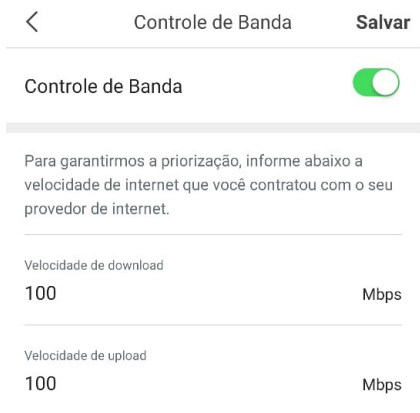 Controle de Banda Salvar
Controle de Banda
Para garantirmos a priorização, informe abaixo a
velocidade de internet que você contratou com o seu
provedor de internet.
Velocidade de download
100 Mbps
Velocidade de upload
100 Mbps